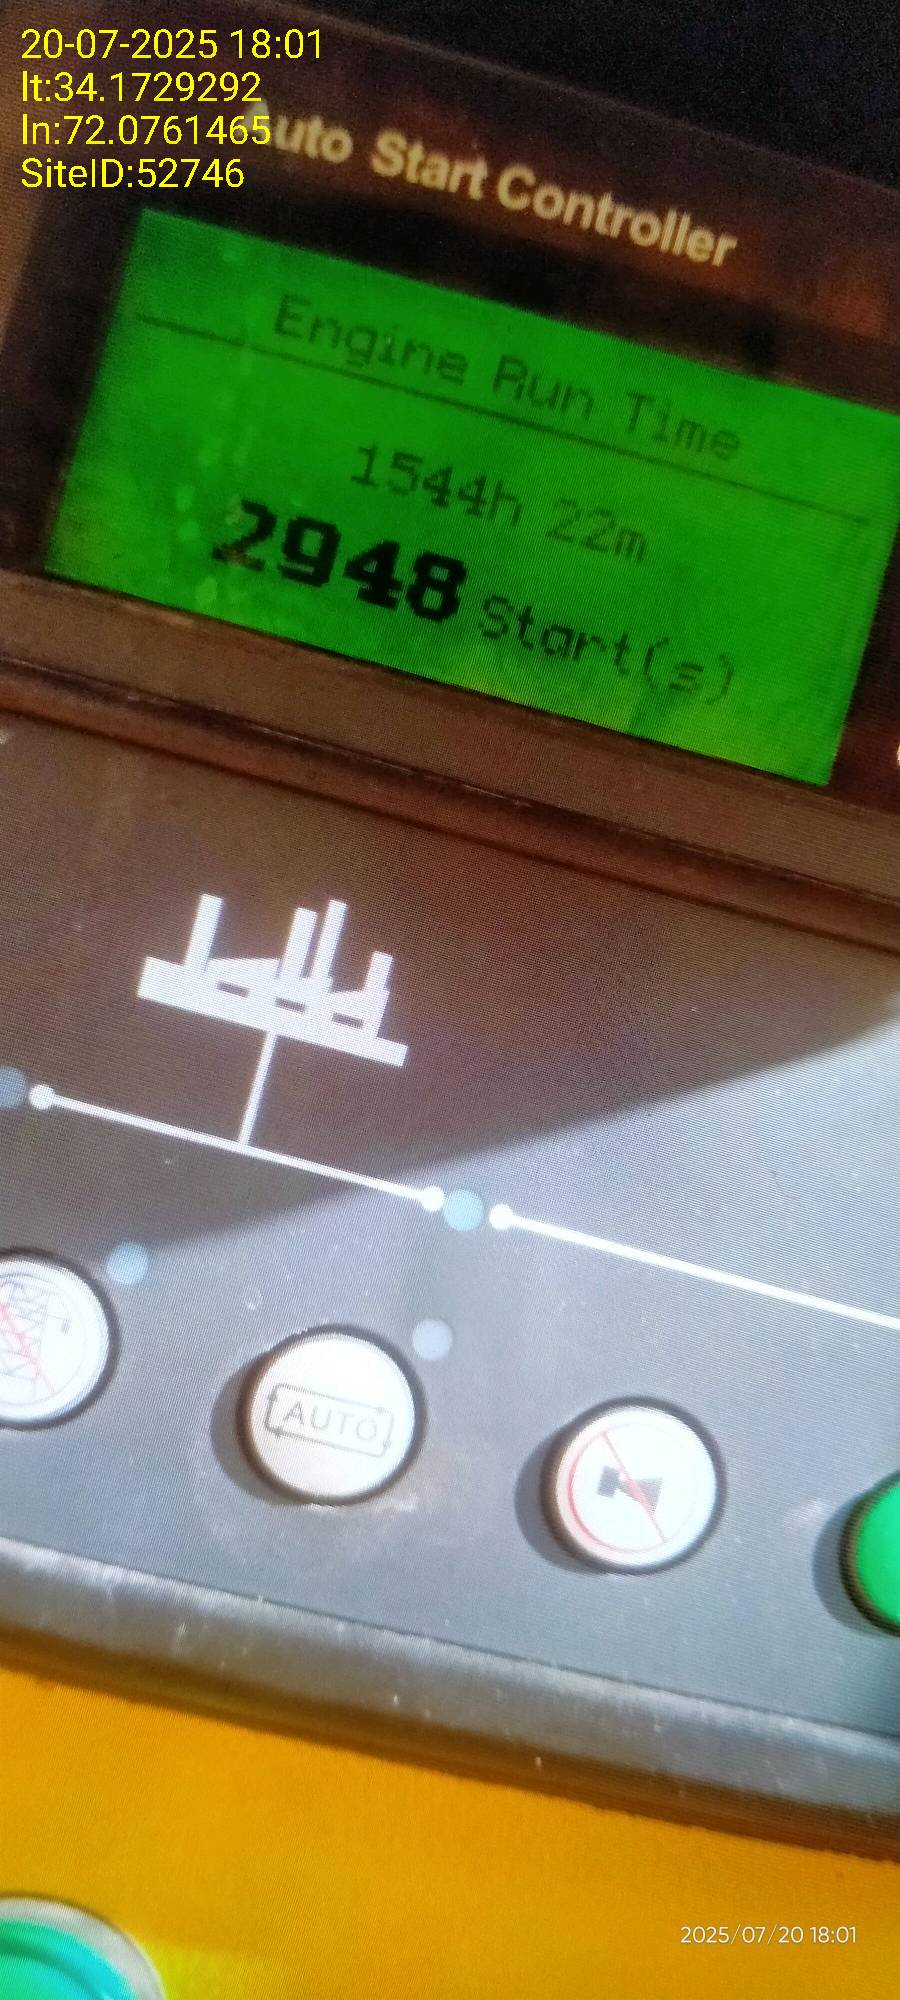 20-07-2025 18:01
lt:34.1729292
ln:72.0761465
SiteID:52746
Auto Start Controller
Engine Run Time
1544h 22m
2948 Start(s)
AUTO
2025/07/20 18:01